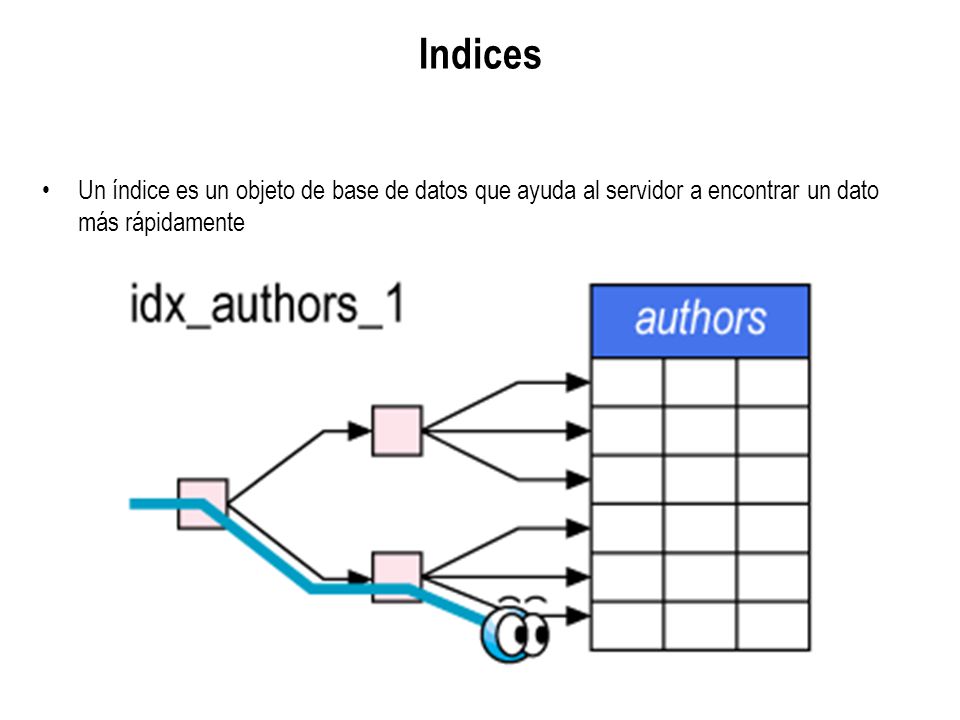 Indices
• Un índice es un objeto de base de datos que ayuda al servidor a encontrar un dato
más rápidamente
idx_authors_1
authors